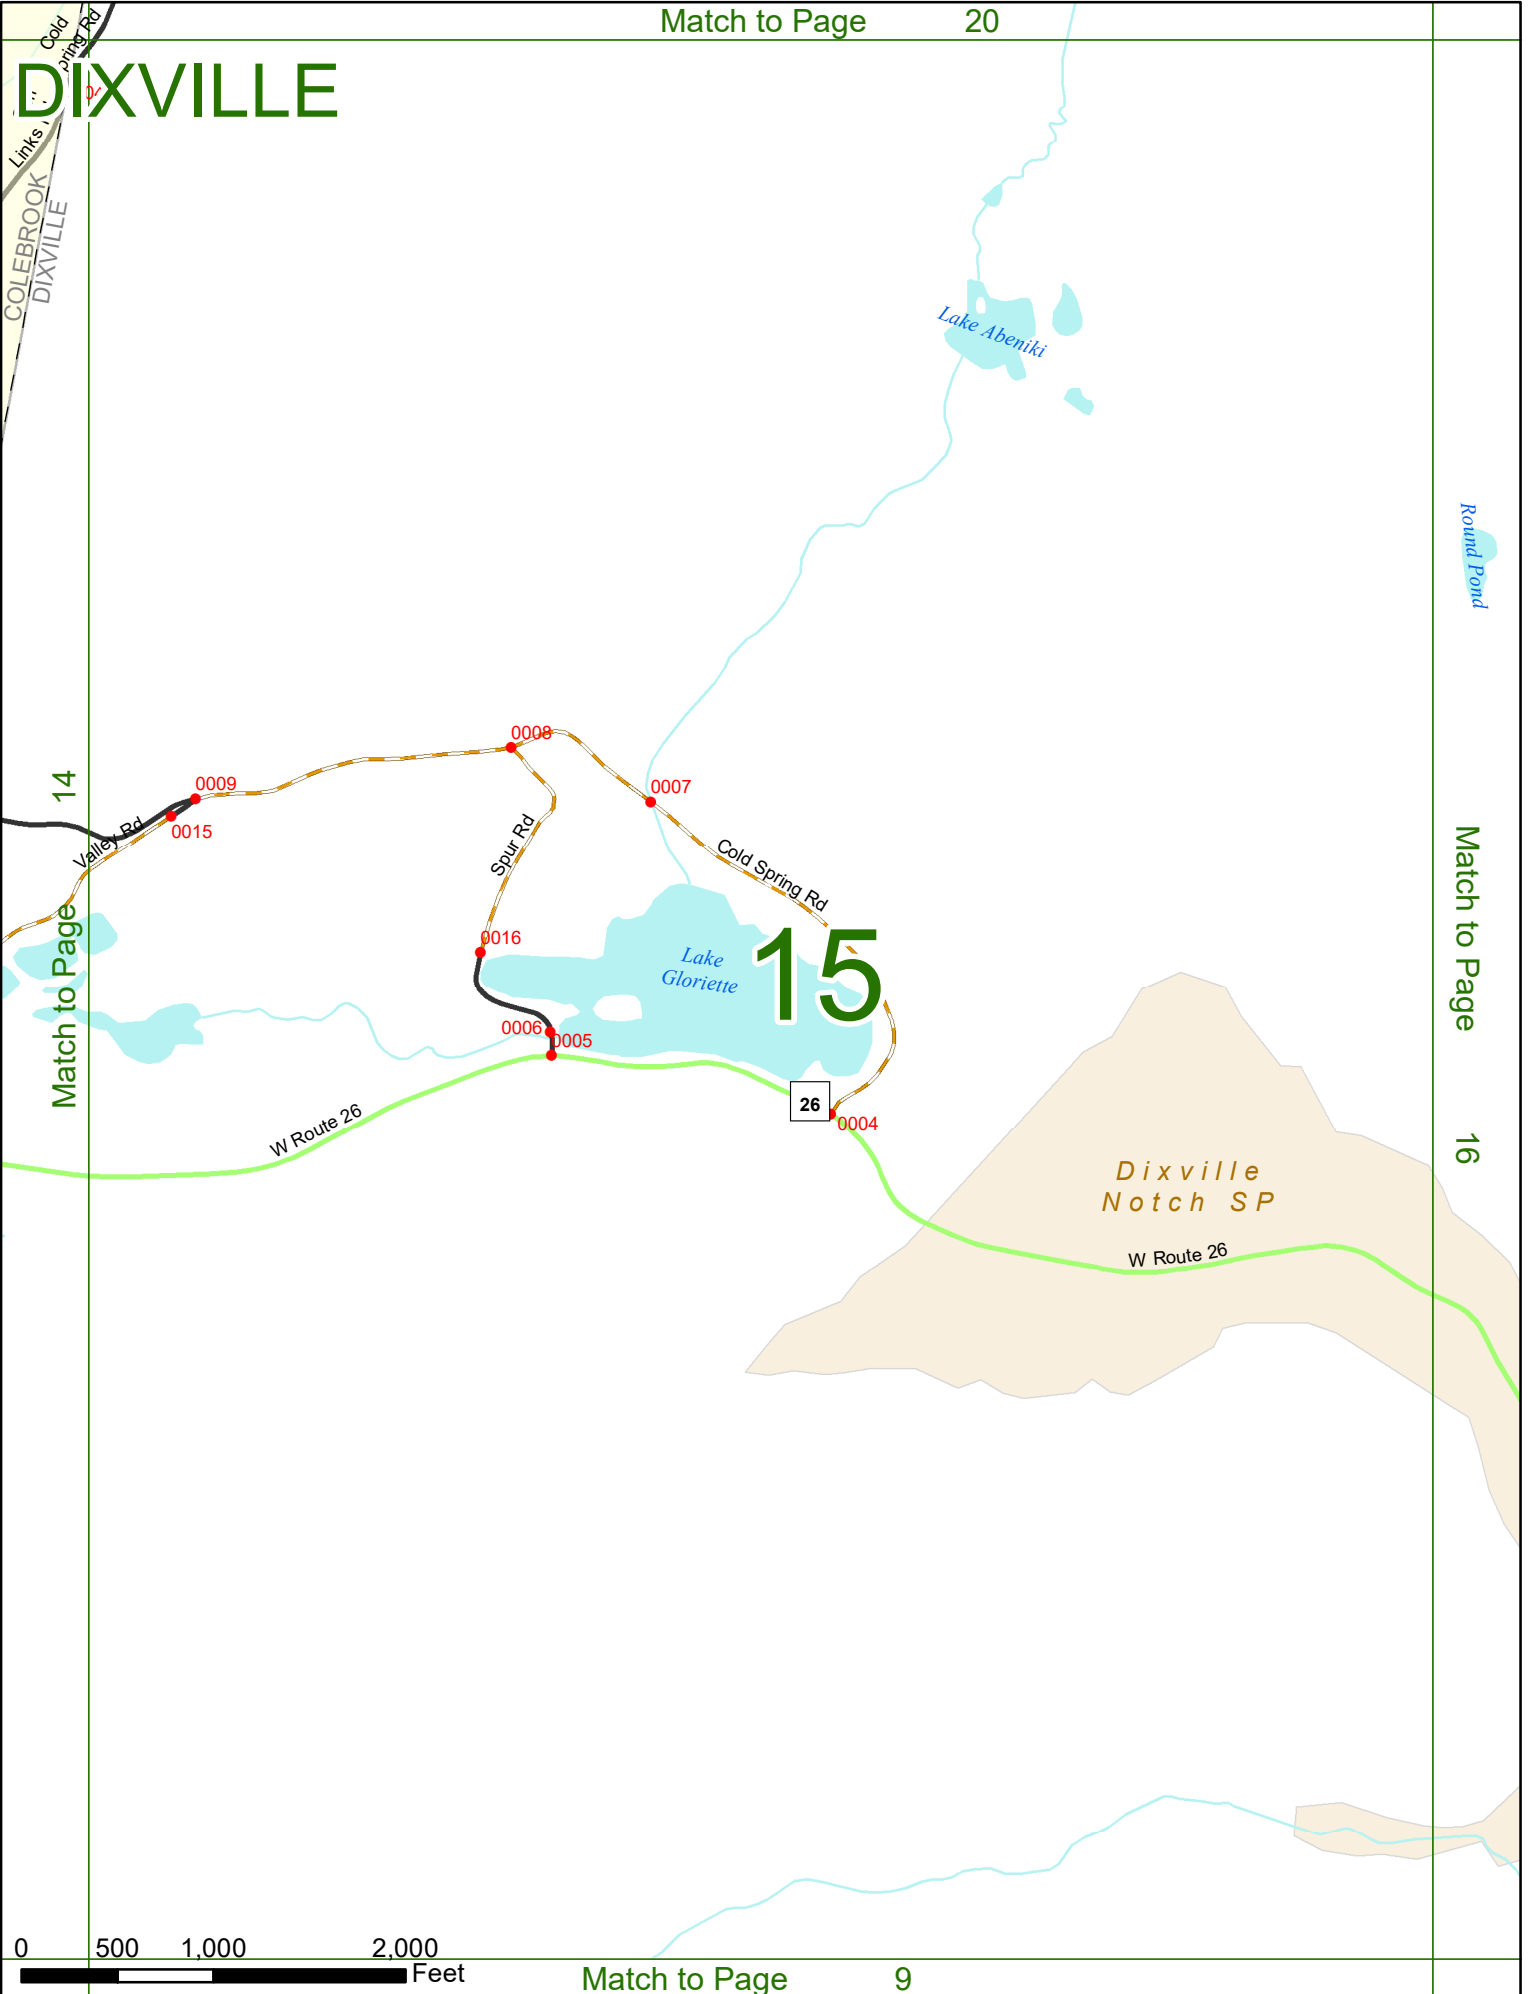 Match to Page 20
Cold
pring Rd
DIXVILLE
Links
COLEBROOK
DIXVILLE
Lake Abeniki
Round Pond
0008
14
0009
0007
0015
Valley Rd
Spur Rd
Cold Spring Rd
Match to Page
Match to Page
0016
15
Lake
Gloriette
0006
0005
26
0004
W Route 26
16
Dixville
Notch SP
W Route 26
0 500 1,000 2,000
Feet
Match to Page 9